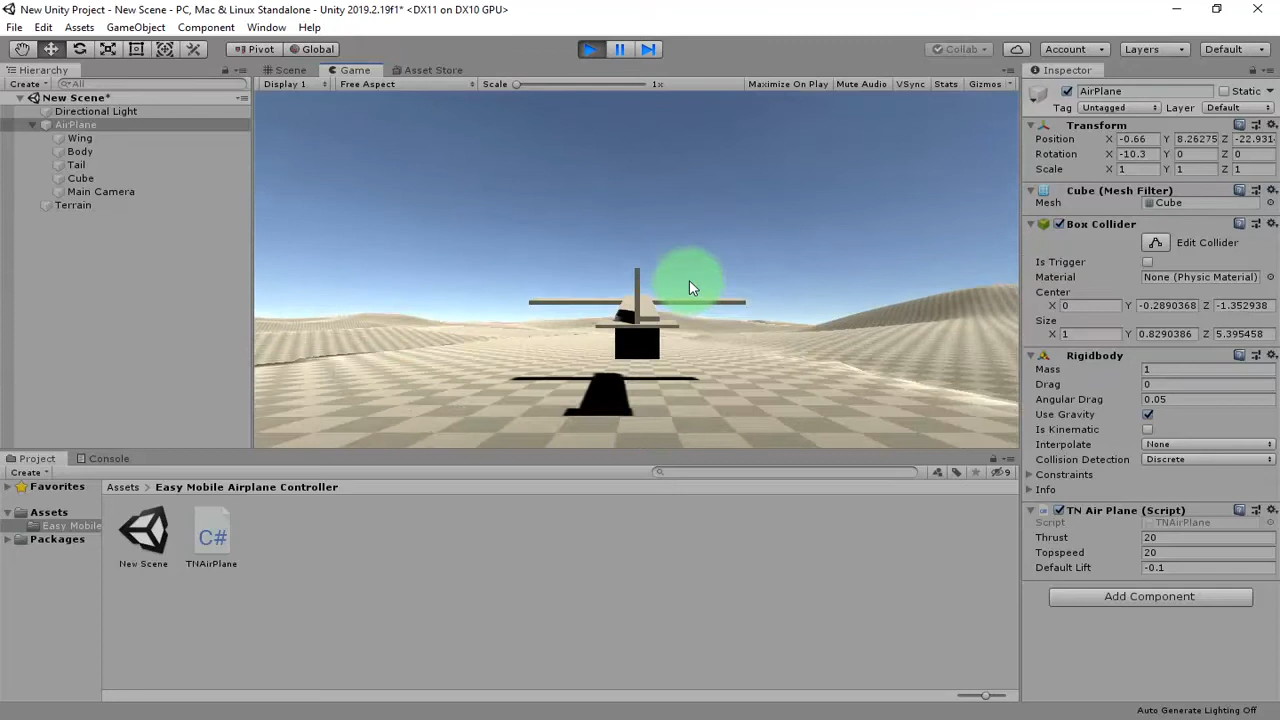 New Unity Project - New Scene - PC, Mac & Linux Standalone - Unity 2019.2.19f1* <DX11 on DX10 GPU>
File Edit Assets GameObject Component Window Help
Pivot Global Collab Account Layers Default
Hierarchy
Create All
New Scene*
Directional Light
AirPlane
Wing
Body
Tail
Cube
Main Camera
Terrain
Scene Game Asset Store
Display 1 Free Aspect Scale 1x Maximize On Play Mute Audio VSync Stats Gizmos
Inspector
AirPlane Static
Tag Untagged Layer Default
Transform
Position X -0.66 Y 8.26275 Z -22.931
Rotation X -10.3 Y 0 Z 0
Scale X 1 Y 1 Z 1
Cube (Mesh Filter)
Mesh Cube
Box Collider
Edit Collider
Is Trigger
Material None (Physic Material)
Center
X 0 Y -0.2890368 Z -1.352938
Size
X 1 Y 0.8290386 Z 5.395458
Rigidbody
Mass 1
Drag 0
Angular Drag 0.05
Use Gravity
Is Kinematic
Interpolate None
Collision Detection Discrete
Constraints
Info
TN Air Plane (Script)
Script TNAirPlane
Thrust 20
Topspeed 20
Default Lift -0.1
Add Component
Project Console
Create 9
Favorites
Assets
Easy Mobile
Packages
Assets > Easy Mobile Airplane Controller
C#
New Scene TNAirPlane
Auto Generate Lighting Off